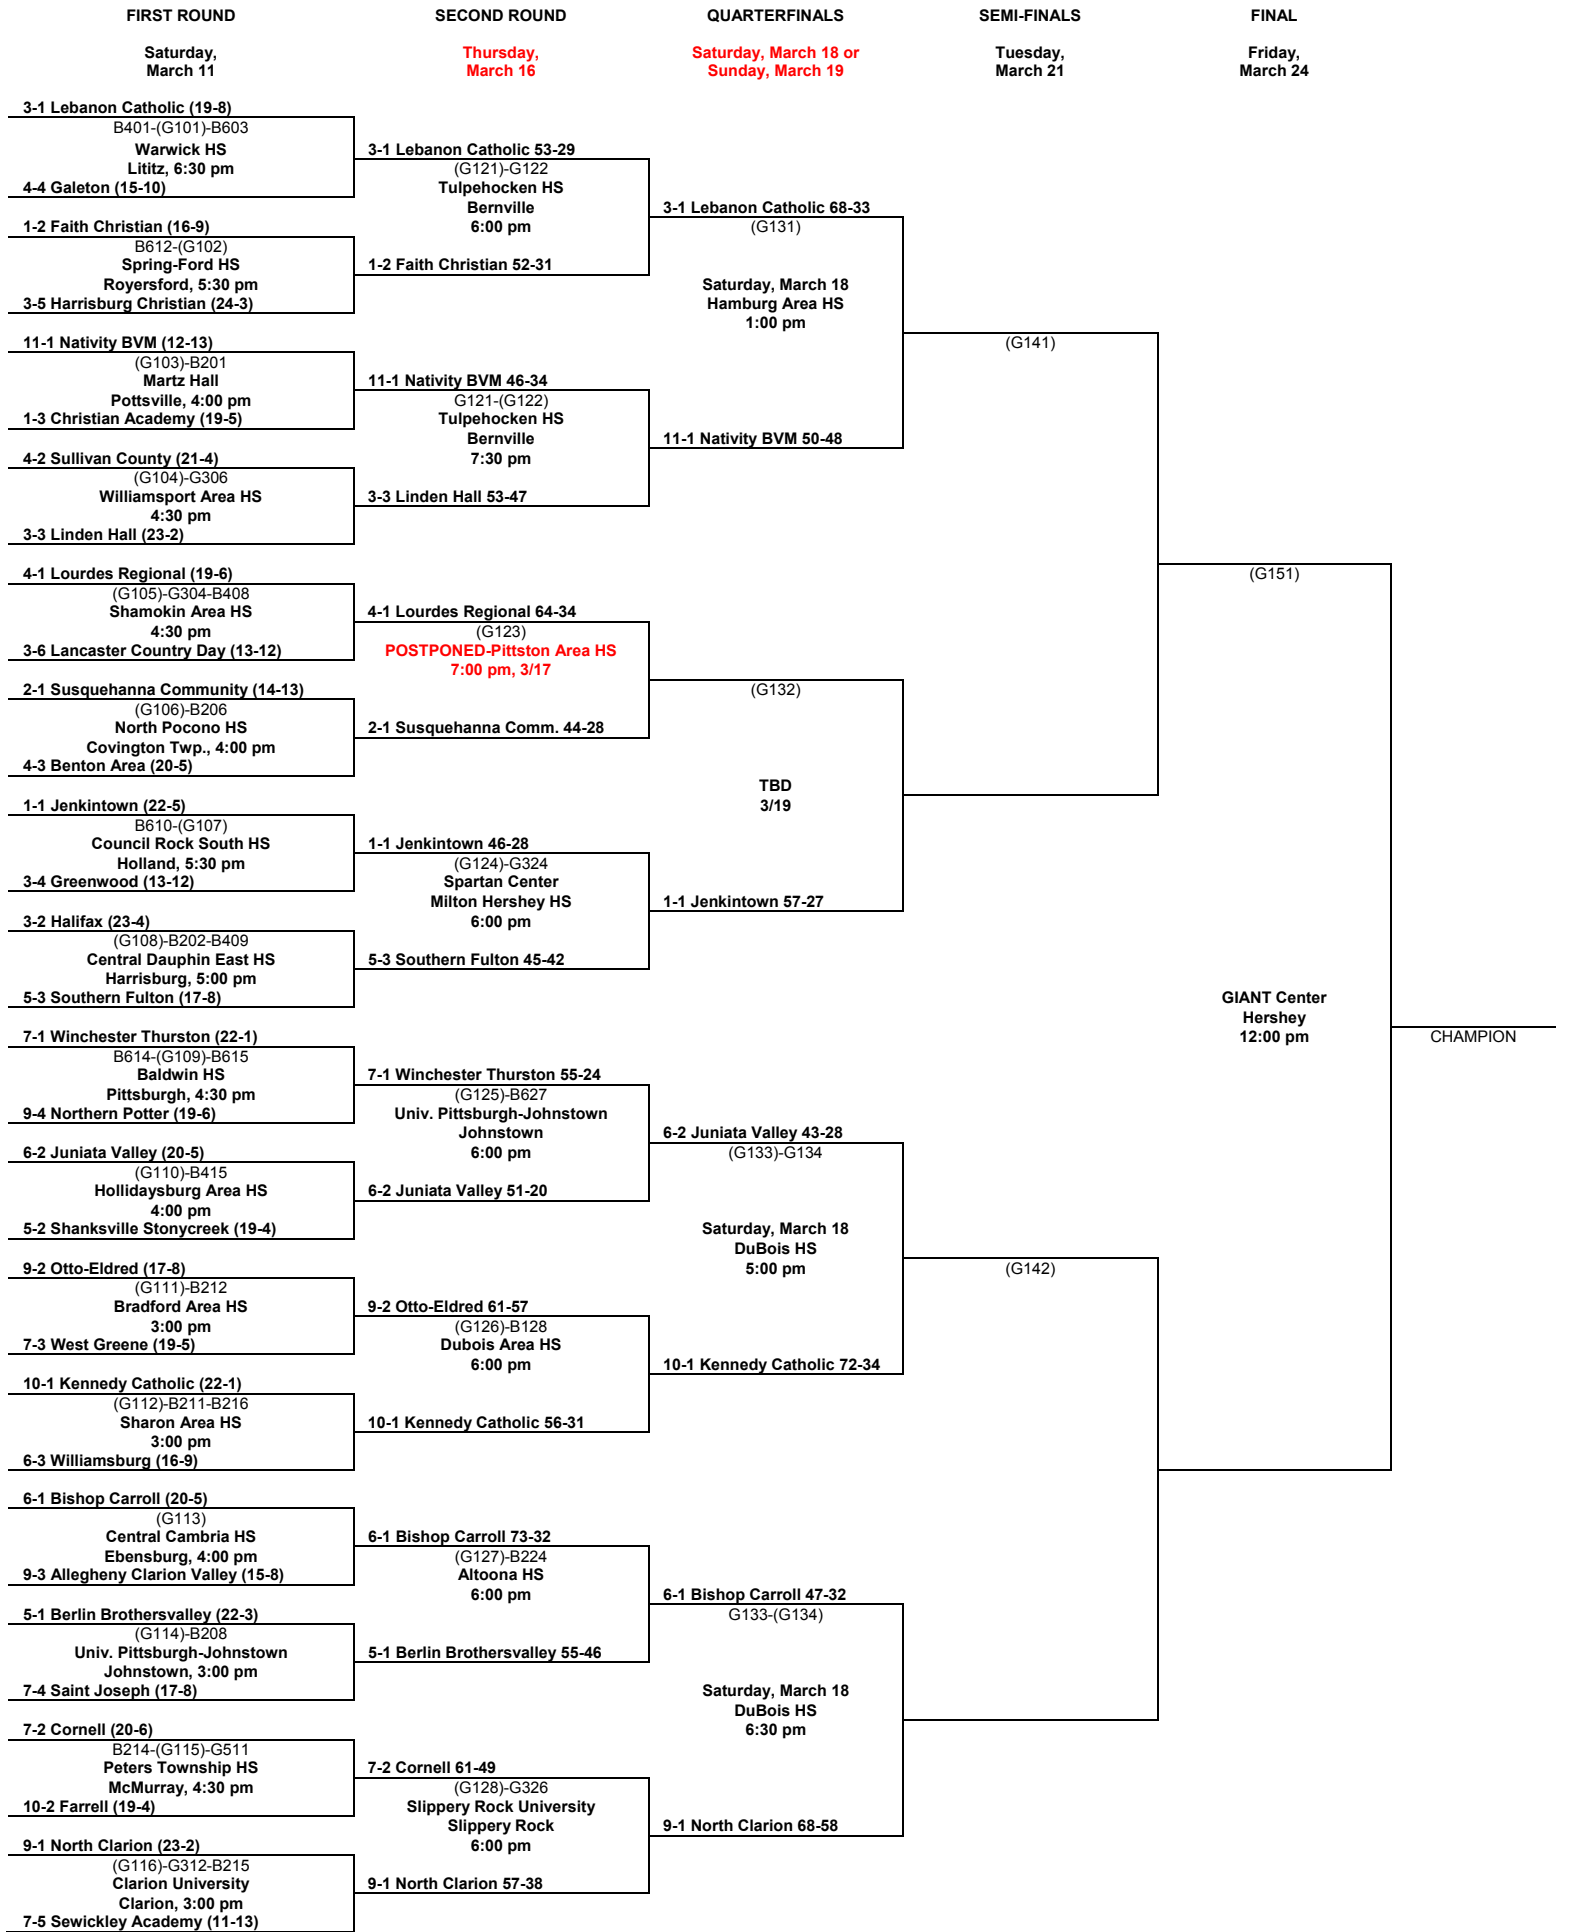 FIRST ROUND
Saturday,
March 11
3-1 Lebanon Catholic (19-8)
B401-(G101)-B603
Warwick HS
Lititz, 6:30 pm
4-4 Galeton (15-10)
1-2 Faith Christian (16-9)
B612-(G102)
Spring-Ford HS
Royersford, 5:30 pm
3-5 Harrisburg Christian (24-3)
11-1 Nativity BVM (12-13)
(G103)-B201
Martz Hall
Pottsville, 4:00 pm
1-3 Christian Academy (19-5)
4-2 Sullivan County (21-4)
(G104)-G306
Williamsport Area HS
4:30 pm
3-3 Linden Hall (23-2)
4-1 Lourdes Regional (19-6)
(G105)-G304-B408
Shamokin Area HS
4:30 pm
3-6 Lancaster Country Day (13-12)
2-1 Susquehanna Community (14-13)
(G106)-B206
North Pocono HS
Covington Twp., 4:00 pm
4-3 Benton Area (20-5)
1-1 Jenkintown (22-5)
B610-(G107)
Council Rock South HS
Holland, 5:30 pm
3-4 Greenwood (13-12)
3-2 Halifax (23-4)
(G108)-B202-B409
Central Dauphin East HS
Harrisburg, 5:00 pm
5-3 Southern Fulton (17-8)
7-1 Winchester Thurston (22-1)
B614-(G109)-B615
Baldwin HS
Pittsburgh, 4:30 pm
9-4 Northern Potter (19-6)
6-2 Juniata Valley (20-5)
(G110)-B415
Hollidaysburg Area HS
4:00 pm
5-2 Shanksville Stonycreek (19-4)
9-2 Otto-Eldred (17-8)
(G111)-B212
Bradford Area HS
3:00 pm
7-3 West Greene (19-5)
10-1 Kennedy Catholic (22-1)
(G112)-B211-B216
Sharon Area HS
3:00 pm
6-3 Williamsburg (16-9)
6-1 Bishop Carroll (20-5)
(G113)
Central Cambria HS
Ebensburg, 4:00 pm
9-3 Allegheny Clarion Valley (15-8)
5-1 Berlin Brothersvalley (22-3)
(G114)-B208
Univ. Pittsburgh-Johnstown
Johnstown, 3:00 pm
7-4 Saint Joseph (17-8)
7-2 Cornell (20-6)
B214-(G115)-G511
Peters Township HS
McMurray, 4:30 pm
10-2 Farrell (19-4)
9-1 North Clarion (23-2)
(G116)-G312-B215
Clarion University
Clarion, 3:00 pm
7-5 Sewickley Academy (11-13)
SECOND ROUND
Thursday,
March 16
3-1 Lebanon Catholic 53-29
(G121)-G122
Tulpehocken HS
Bernville
6:00 pm
1-2 Faith Christian 52-31
11-1 Nativity BVM 46-34
G121-(G122)
Tulpehocken HS
Bernville
7:30 pm
3-3 Linden Hall 53-47
4-1 Lourdes Regional 64-34
(G123)
POSTPONED-Pittston Area HS
7:00 pm, 3/17
2-1 Susquehanna Comm. 44-28
1-1 Jenkintown 46-28
(G124)-G324
Spartan Center
Milton Hershey HS
6:00 pm
5-3 Southern Fulton 45-42
7-1 Winchester Thurston 55-24
(G125)-B627
Univ. Pittsburgh-Johnstown
Johnstown
6:00 pm
6-2 Juniata Valley 51-20
9-2 Otto-Eldred 61-57
(G126)-B128
Dubois Area HS
6:00 pm
10-1 Kennedy Catholic 56-31
6-1 Bishop Carroll 73-32
(G127)-B224
Altoona HS
6:00 pm
5-1 Berlin Brothersvalley 55-46
7-2 Cornell 61-49
(G128)-G326
Slippery Rock University
Slippery Rock
6:00 pm
9-1 North Clarion 57-38
QUARTERFINALS
Saturday, March 18 or
Sunday, March 19
3-1 Lebanon Catholic 68-33
(G131)
Saturday, March 18
Hamburg Area HS
1:00 pm
11-1 Nativity BVM 50-48
(G132)
TBD
3/19
1-1 Jenkintown 57-27
6-2 Juniata Valley 43-28
(G133)-G134
Saturday, March 18
DuBois HS
5:00 pm
10-1 Kennedy Catholic 72-34
6-1 Bishop Carroll 47-32
G133-(G134)
Saturday, March 18
DuBois HS
6:30 pm
9-1 North Clarion 68-58
SEMI-FINALS
Tuesday,
March 21
(G141)
(G142)
FINAL
Friday,
March 24
(G151)
GIANT Center
Hershey
12:00 pm
CHAMPION